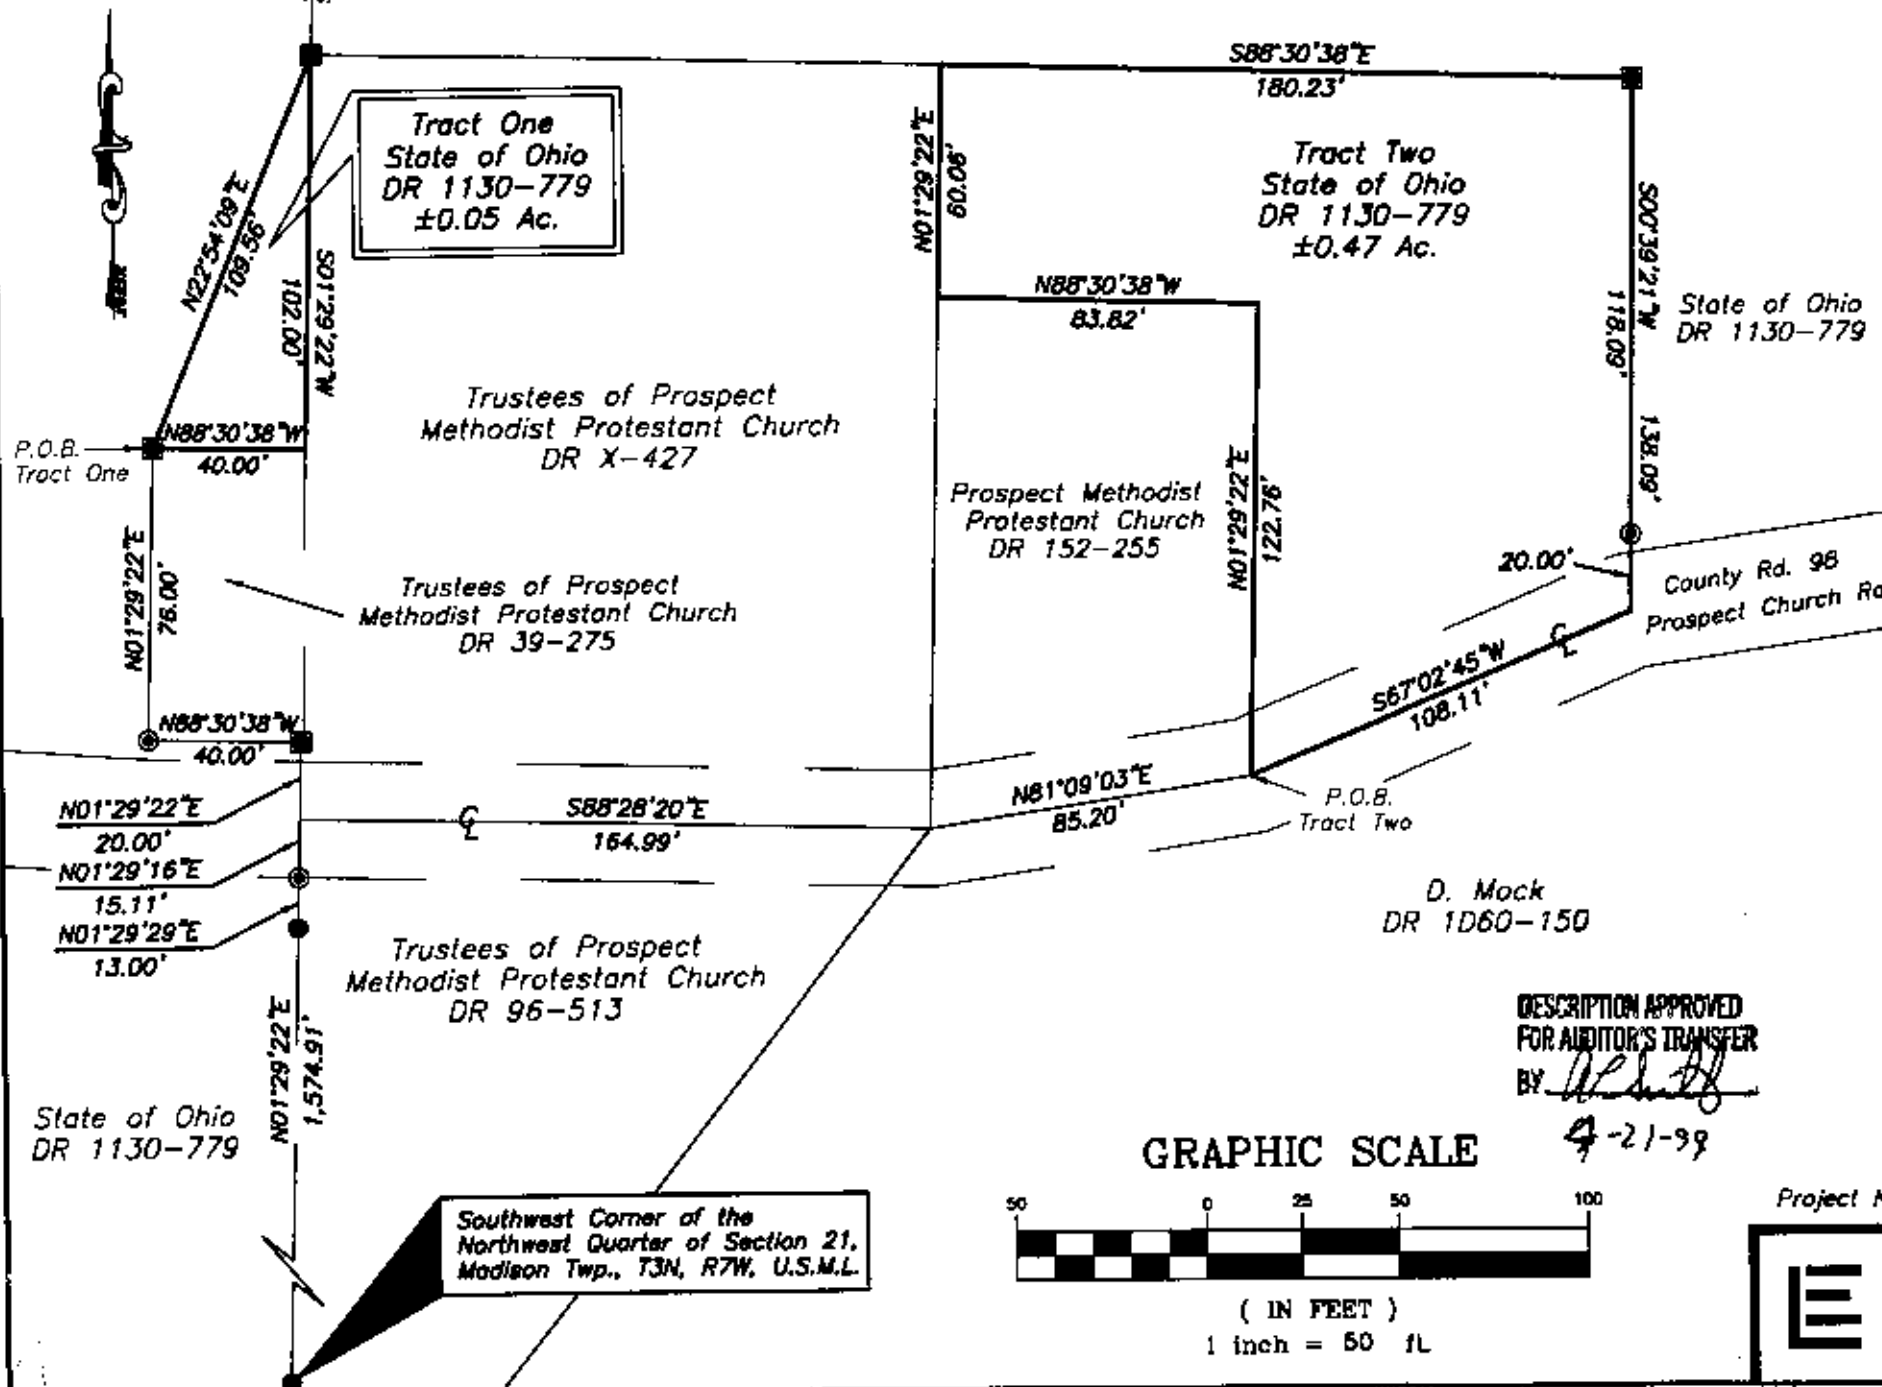 S88°30'38"E
180.23'
Tract One
State of Ohio
DR 1130-779
±0.05 Ac.
N22°54'09"E
109.56'
S01°29'22"W
102.00'
N01°29'22"E
60.06'
Tract Two
State of Ohio
DR 1130-779
±0.47 Ac.
S00°39'21"W
118.09'
138.09'
State of Ohio
DR 1130-779
N88°30'38"W
83.82'
Trustees of Prospect
Methodist Protestant Church
DR X-427
P.O.B.
Tract One
N88°30'38"W
40.00'
Prospect Methodist
Protestant Church
DR 152-255
N01°29'22"E
122.76'
20.00'
County Rd. 98
Prospect Church Rd
N01°29'22"E
76.00'
Trustees of Prospect
Methodist Protestant Church
DR 39-275
S67°02'45"W
108.11'
N88°30'38"W
40.00'
N81°09'03"E
85.20'
P.O.B.
Tract Two
N01°29'22"E
20.00'
S88°28'20"E
164.99'
N01°29'16"E
15.11'
N01°29'29"E
13.00'
D. Mock
DR 1D60-150
Trustees of Prospect
Methodist Protestant Church
DR 96-513
N01°29'22"E
1,574.91'
DESCRIPTION APPROVED
FOR AUDITOR'S TRANSFER
BY
4-21-99
State of Ohio
DR 1130-779
GRAPHIC SCALE
50 0 25 50 100
( IN FEET )
1 inch = 50 ft.
Southwest Corner of the
Northwest Quarter of Section 21,
Madison Twp., T3N, R7W, U.S.M.L.
Project